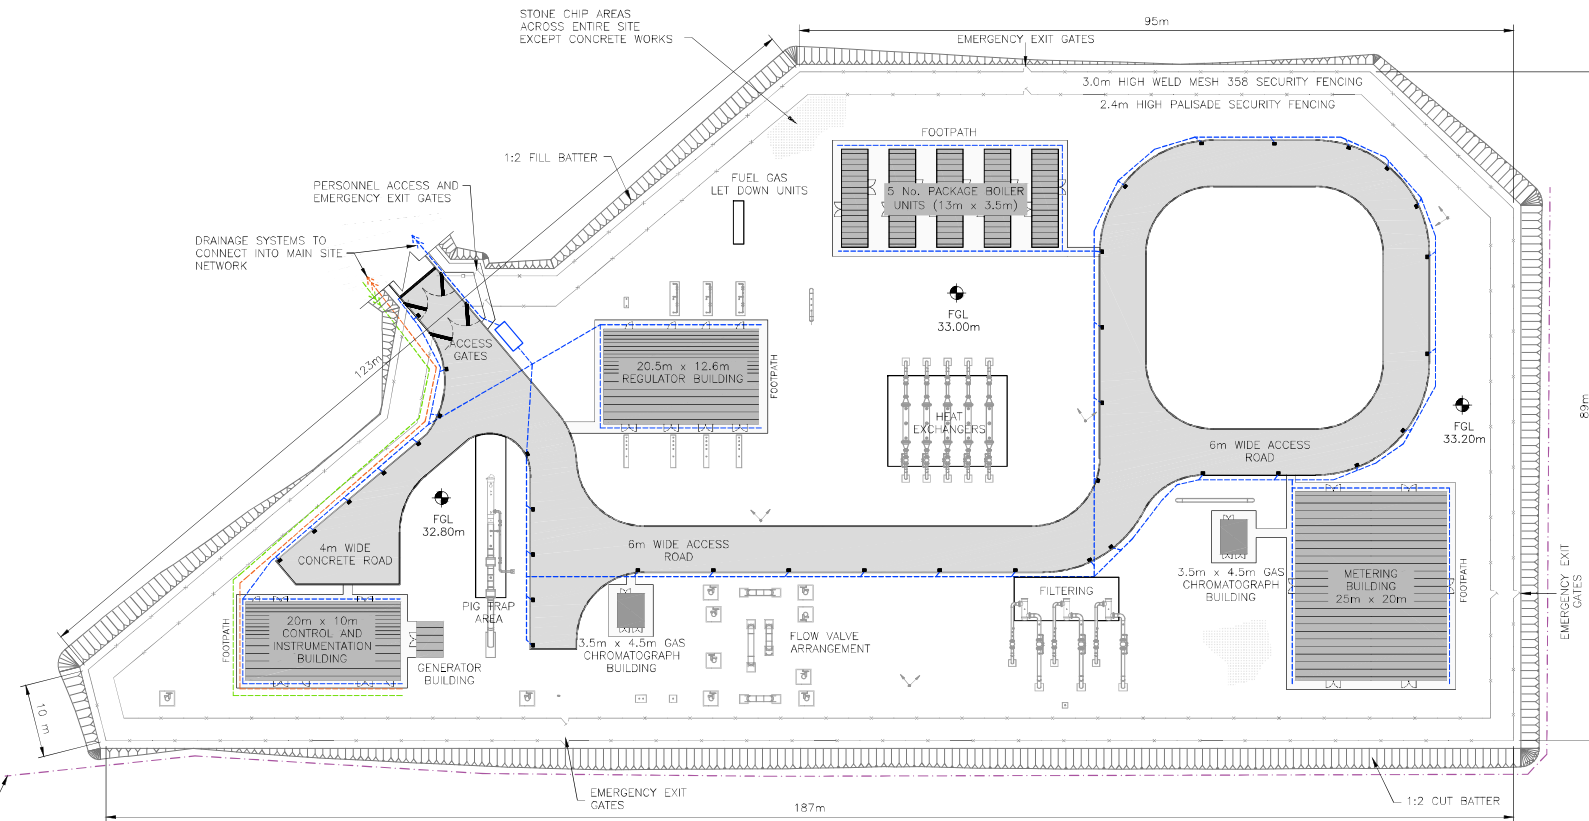 STONE CHIP AREAS
ACROSS ENTIRE SITE
EXCEPT CONCRETE WORKS
95m
EMERGENCY EXIT GATES
3.0m HIGH WELD MESH 358 SECURITY FENCING
2.4m HIGH PALISADE SECURITY FENCING
FOOTPATH
1:2 FILL BATTER
FUEL GAS
LET DOWN UNITS
PERSONNEL ACCESS AND
EMERGENCY EXIT GATES
5 No. PACKAGE BOILER
UNITS (13m x 3.5m)
DRAINAGE SYSTEMS TO
CONNECT INTO MAIN SITE
NETWORK
FGL
33.00m
ACCESS
GATES
123m
20.5m x 12.6m
REGULATOR BUILDING
FOOTPATH
HEAT
EXCHANGERS
FGL
33.20m
89m
6m WIDE ACCESS
ROAD
FGL
32.80m
4m WIDE
CONCRETE ROAD
6m WIDE ACCESS
ROAD
3.5m x 4.5m GAS
CHROMATOGRAPH
BUILDING
METERING
BUILDING
25m x 20m
FOOTPATH
EMERGENCY EXIT
GATES
PIG TRAP
AREA
FILTERING
20m x 10m
CONTROL AND
INSTRUMENTATION
BUILDING
FOOTPATH
GENERATOR
BUILDING
3.5m x 4.5m GAS
CHROMATOGRAPH
BUILDING
FLOW VALVE
ARRANGEMENT
10 m
EMERGENCY EXIT
GATES
187m
1:2 CUT BATTER